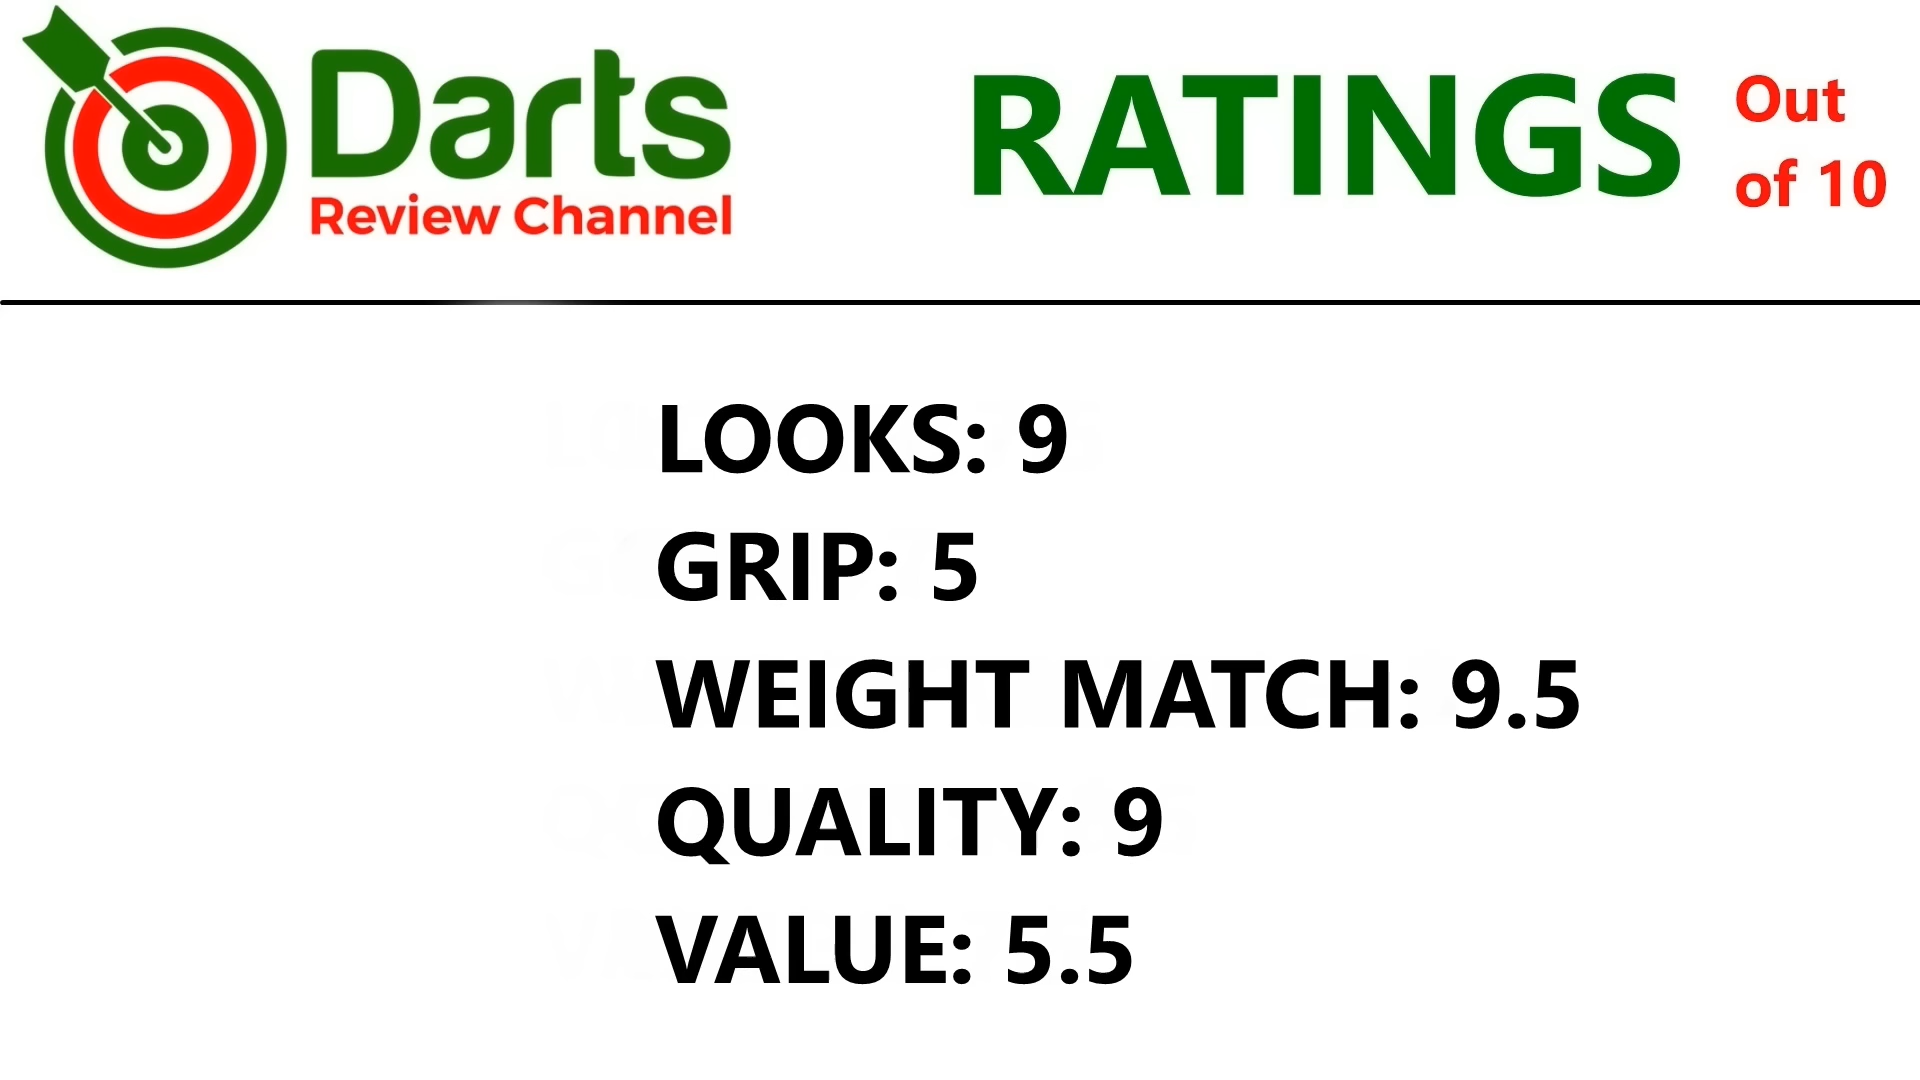 Darts
Review Channel
RATINGS
Out
of 10
LOOKS: 9
GRIP: 5
WEIGHT MATCH: 9.5
QUALITY: 9
VALUE: 5.5